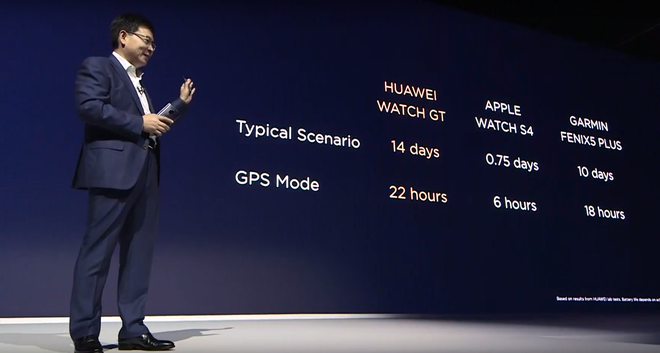 HUAWEI
WATCH GT
APPLE
WATCH S4
GARMIN
FENIX5 PLUS
Typical Scenario
14 days
0.75 days
10 days
GPS Mode
22 hours
6 hours
18 hours
Based on results from HUAWEI lab tests. Battery life depends on